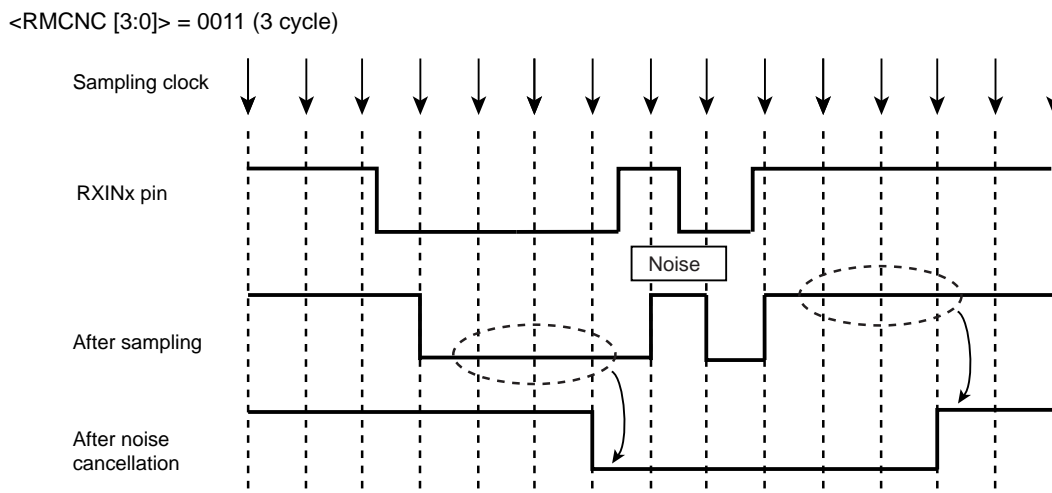 <RMCNC [3:0]> = 0011 (3 cycle)
Sampling clock
RXINx pin
Noise
After sampling
After noise
cancellation